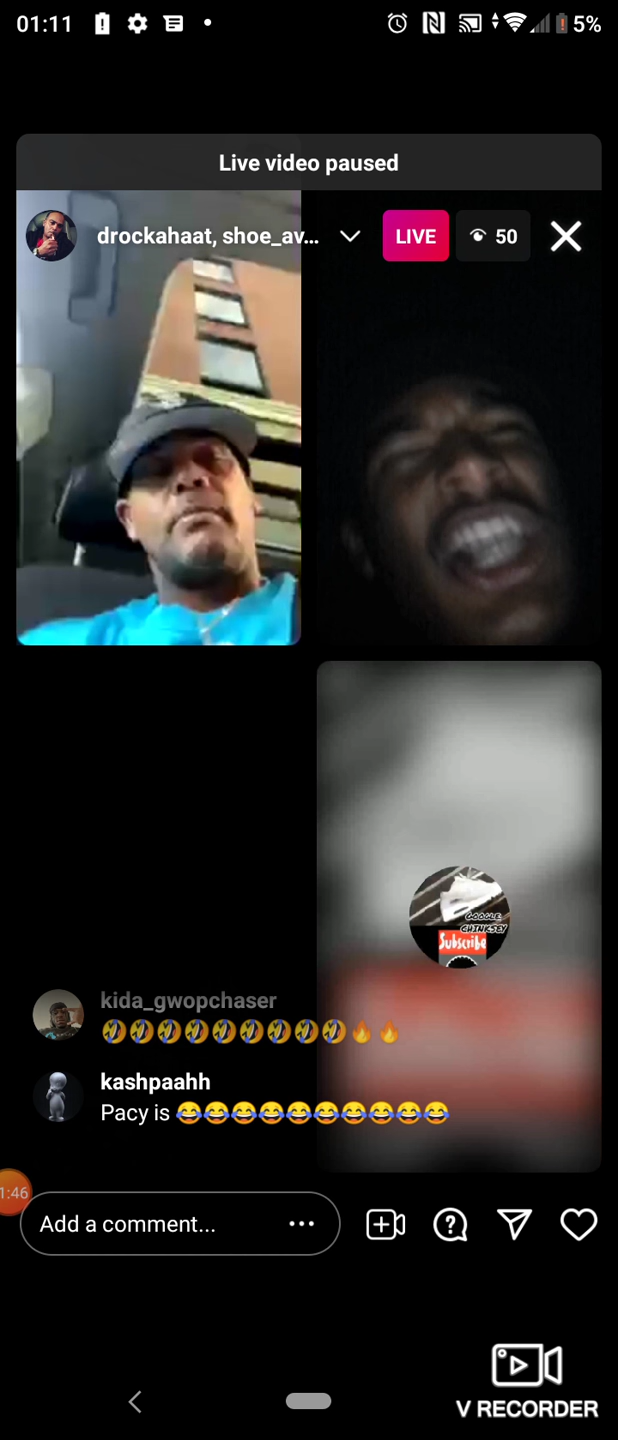 01:11
5%
Live video paused
drockahaat, shoe_av...
LIVE
50
GOOGLE
CHINKSEY
Subscribe
kida_gwopchaser
🤣🤣🤣🤣🤣🤣🤣🤣🤣🔥🔥
kashpaahh
Pacy is 😂😂😂😂😂😂😂😂😂😂
1:46
Add a comment...
V RECORDER